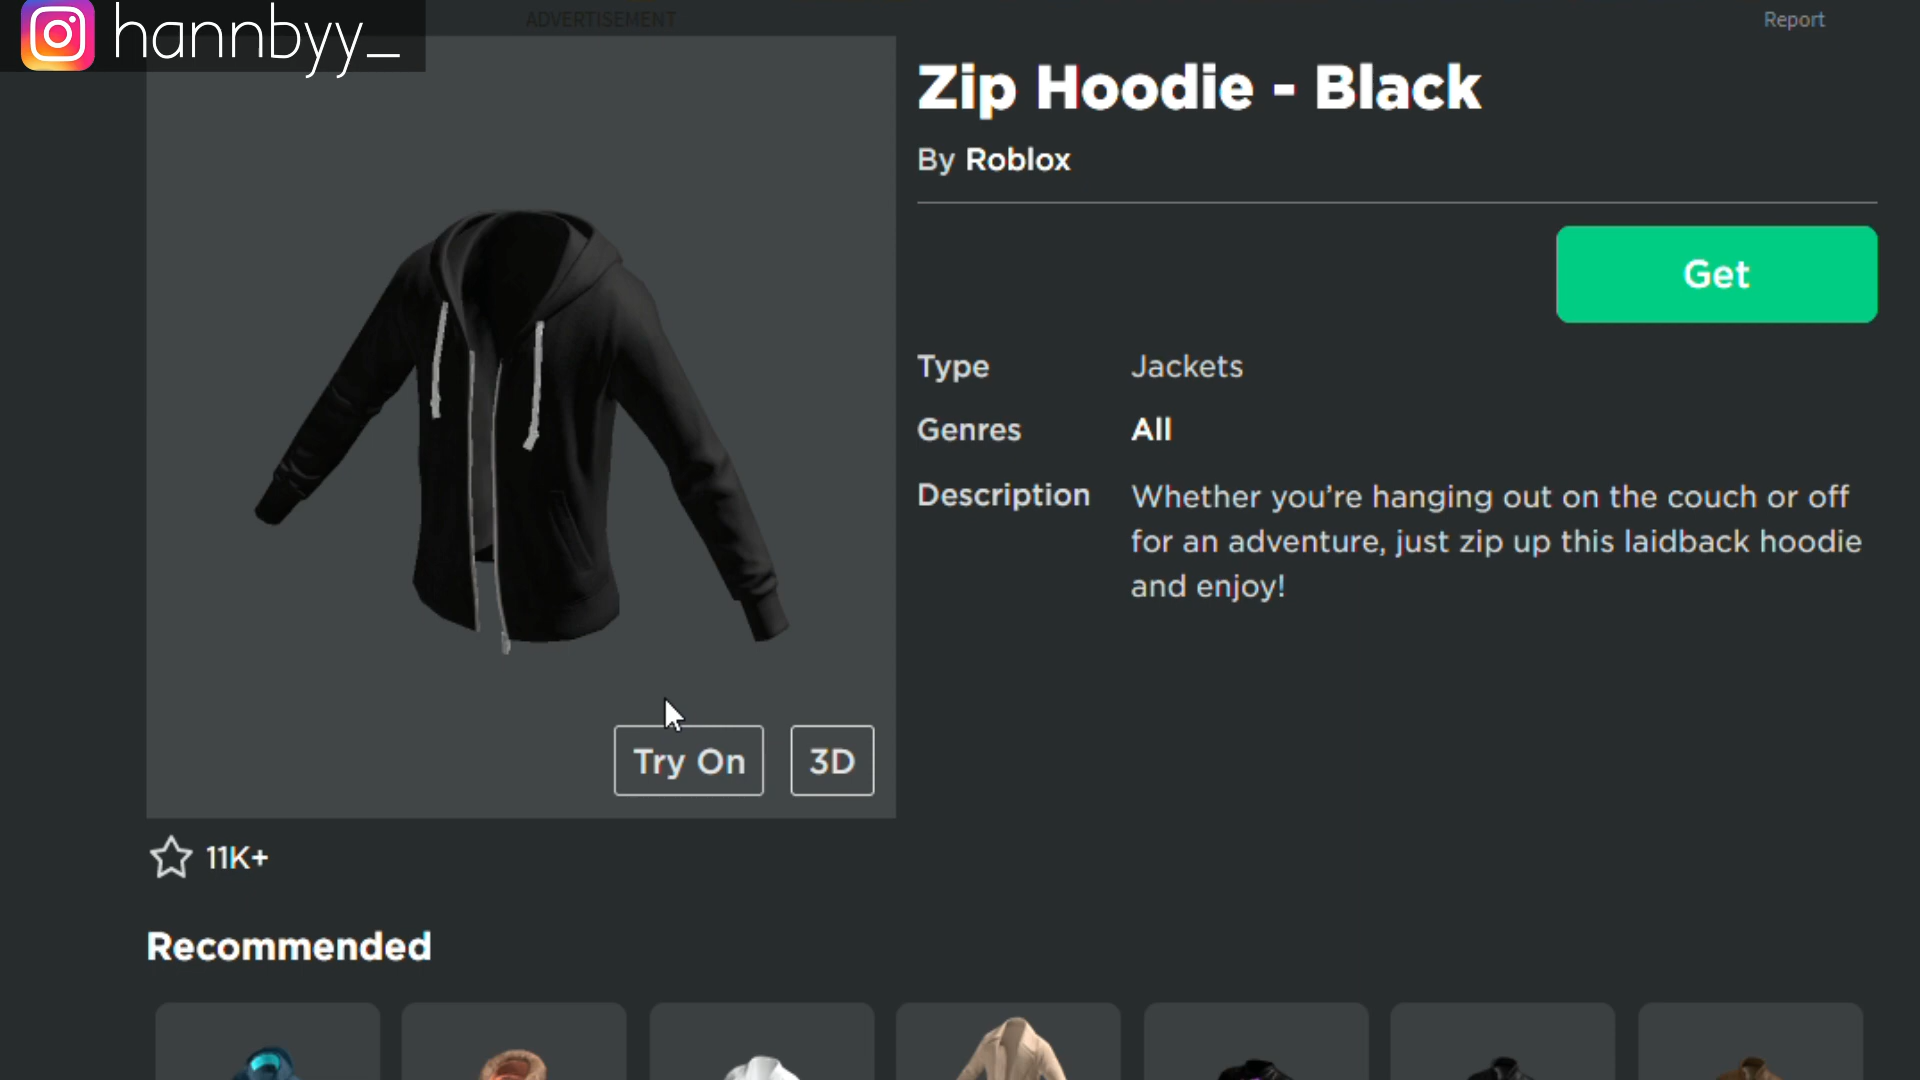 hannbyy_
ADVERTISEMENT
Report
Zip Hoodie - Black
By Roblox
Get
Type
Jackets
Genres
All
Description
Whether you're hanging out on the couch or off
for an adventure, just zip up this laidback hoodie
and enjoy!
Try On
3D
11K+
Recommended